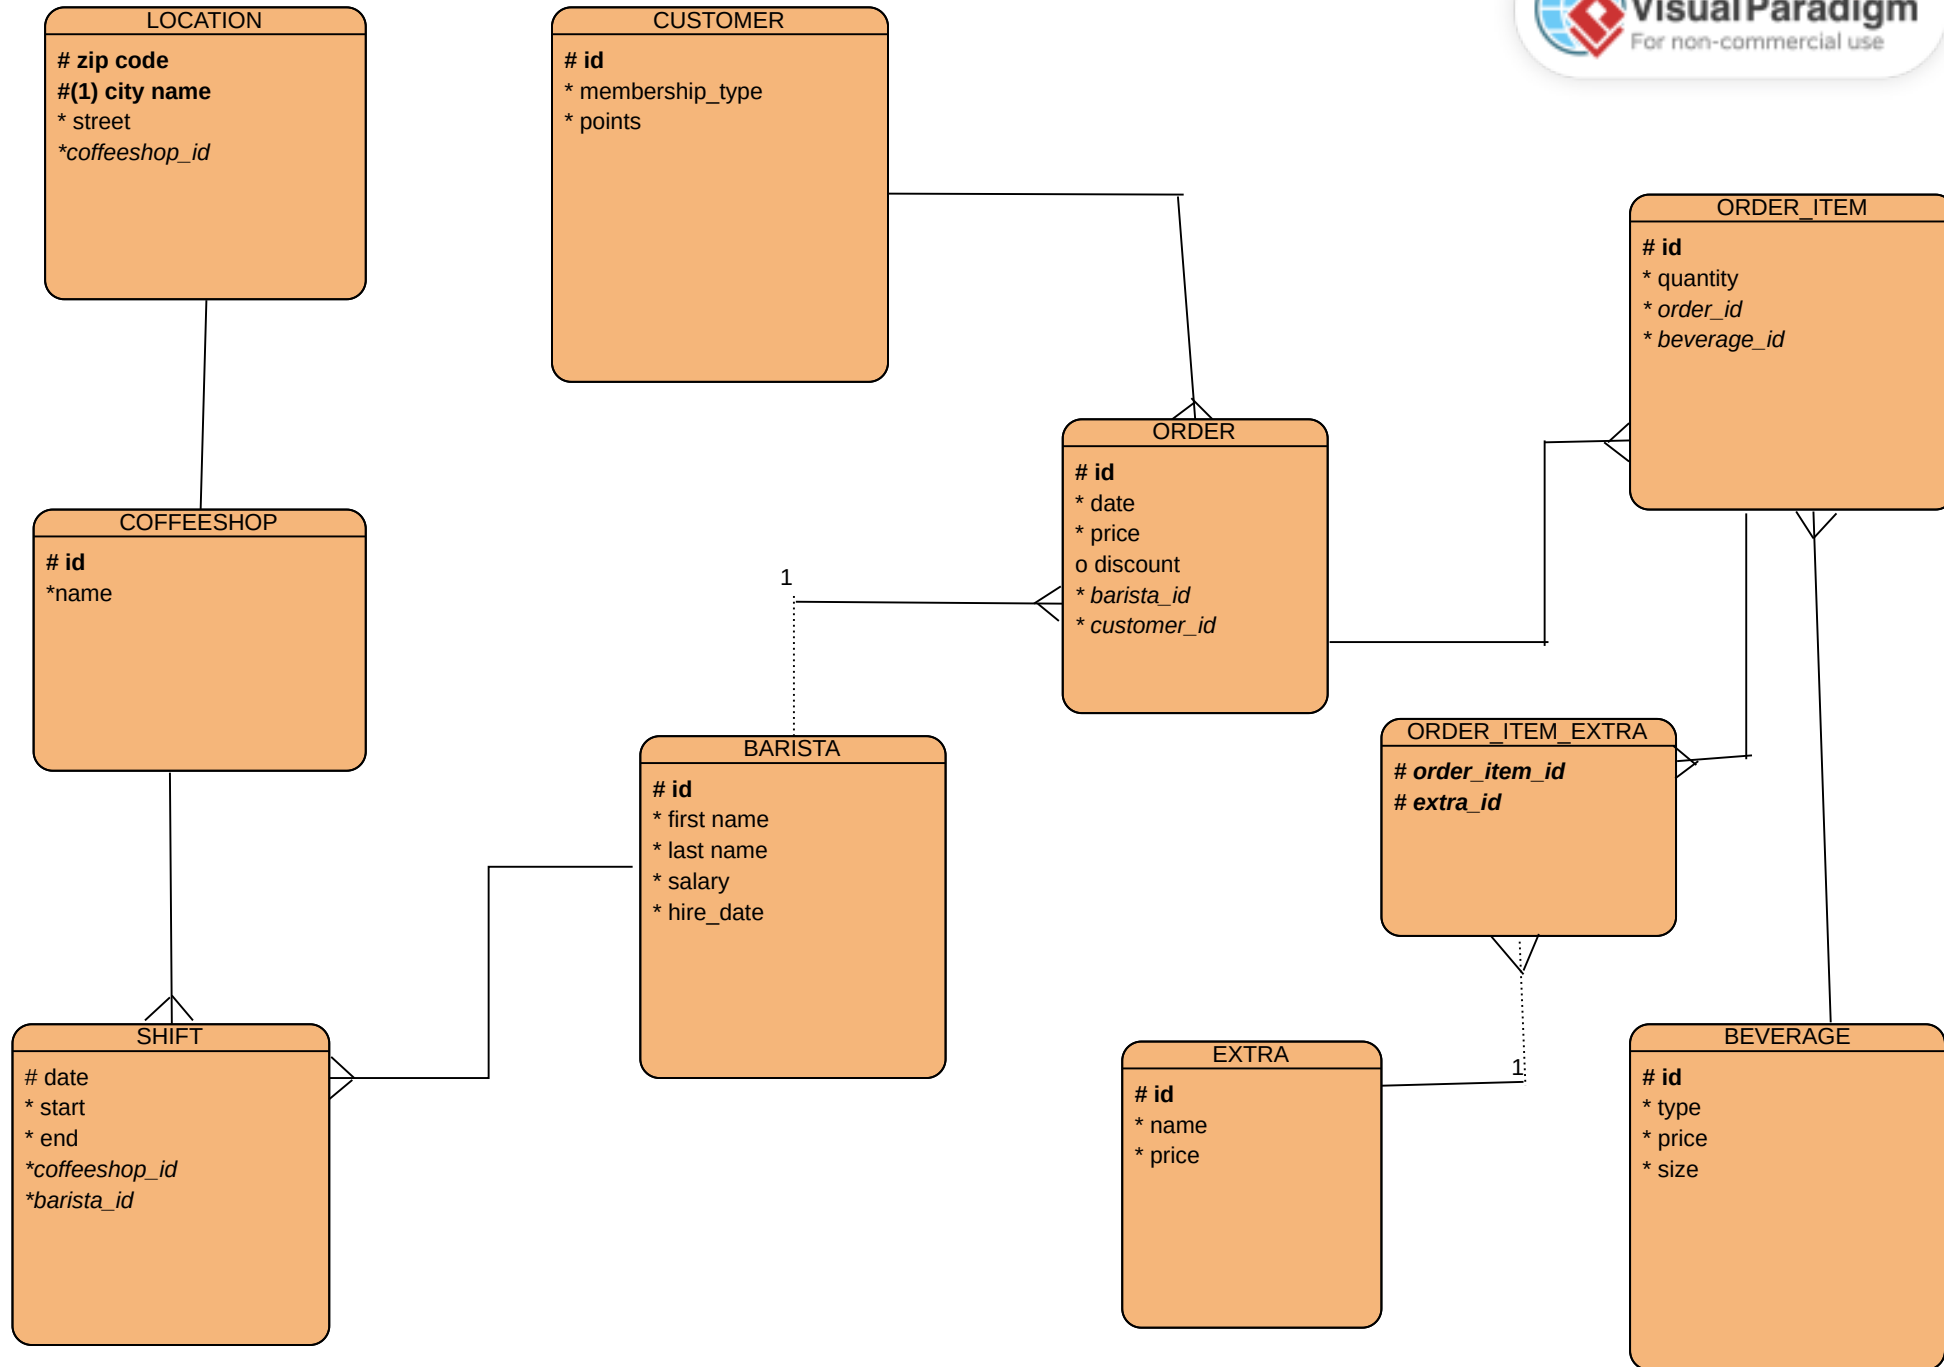 LOCATION
# zip code
#(1) city name
* street
*coffeeshop_id
CUSTOMER
# id
* membership_type
* points
Visual Paradigm
For non-commercial use
ORDER_ITEM
# id
* quantity
* order_id
* beverage_id
ORDER
# id
* date
* price
o discount
* barista_id
* customer_id
COFFEESHOP
# id
*name
1
BARISTA
# id
* first name
* last name
* salary
* hire_date
ORDER_ITEM_EXTRA
# order_item_id
# extra_id
SHIFT
# date
* start
* end
*coffeeshop_id
*barista_id
EXTRA
# id
* name
* price
1
BEVERAGE
# id
* type
* price
* size